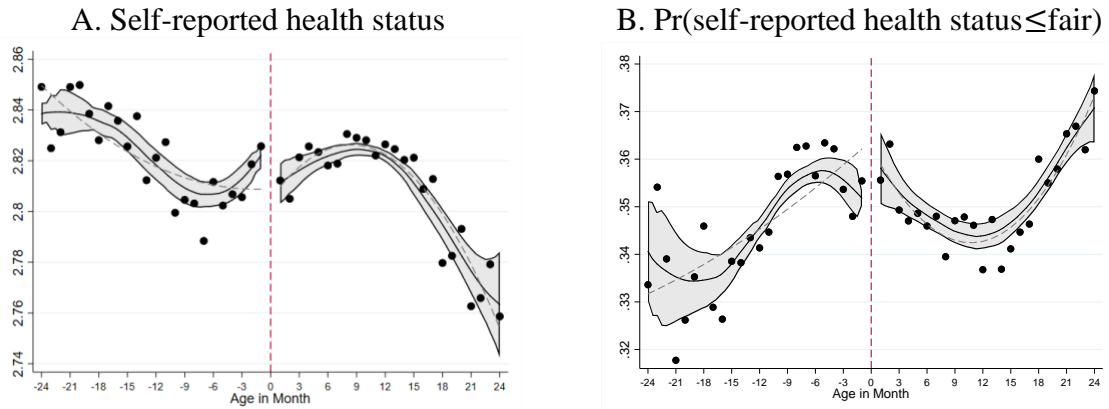 A. Self-reported health status
2.86
2.84
2.82
2.8
2.78
2.76
2.74
-24 -21 -18 -15 -12 -9 -6 -3 0 3 6 9 12 15 18 21 24
Age in Month
B. Pr(self-reported health status≤fair)
.38
.37
.36
.35
.34
.33
.32
-24 -21 -18 -15 -12 -9 -6 -3 0 3 6 9 12 15 18 21 24
Age in Month